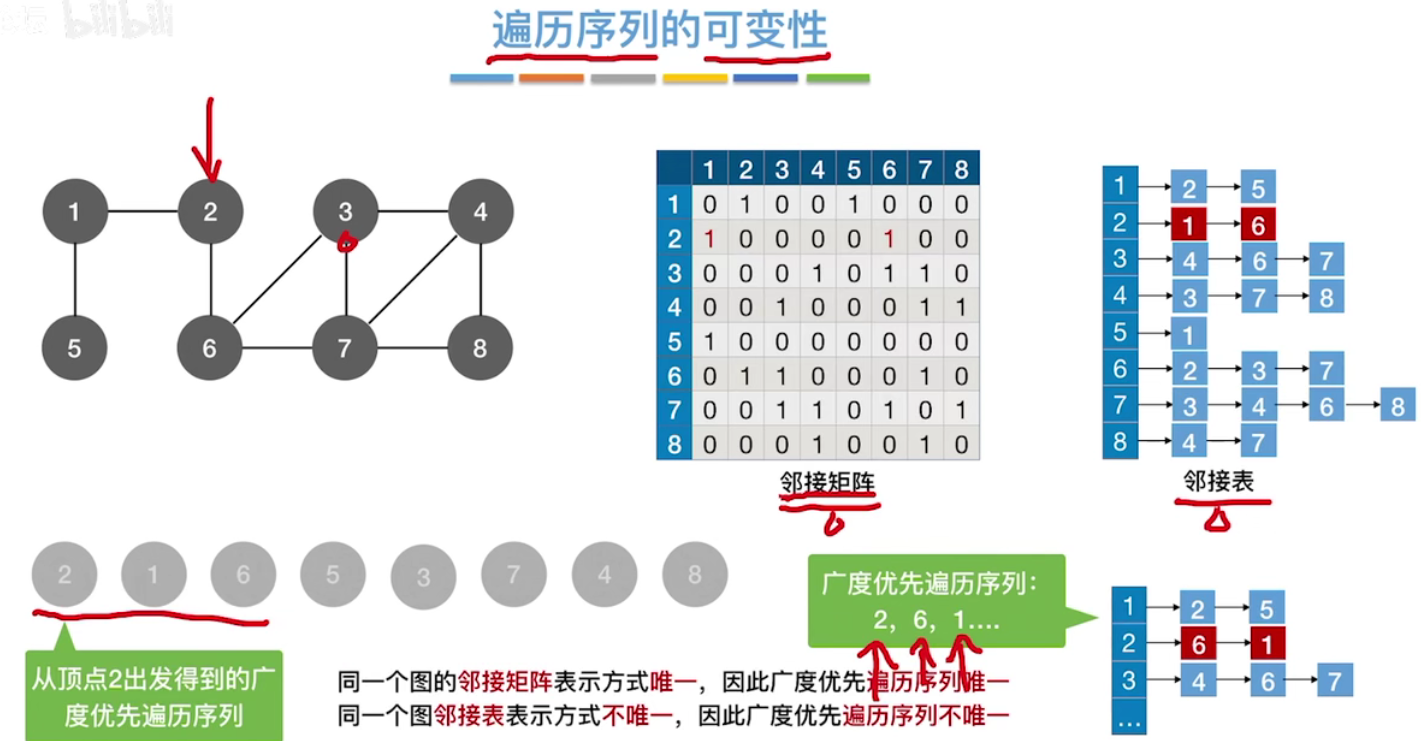 bilibili
遍历序列的可变性
1 2 3 4
5 6 7 8
1 2 3 4 5 6 7 8
1 0 1 0 0 1 0 0 0
2 1 0 0 0 0 1 0 0
3 0 0 0 1 0 1 1 0
4 0 0 1 0 0 0 1 1
5 1 0 0 0 0 0 0 0
6 0 1 1 0 0 0 1 0
7 0 0 1 1 0 1 0 1
8 0 0 0 1 0 0 1 0
邻接矩阵
1 2 5
2 1 6
3 4 6 7
4 3 7 8
5 1
6 2 3 7
7 3 4 6 8
8 4 7
邻接表
2 1 6 5 3 7 4 8
从顶点2出发得到的广
度优先遍历序列
广度优先遍历序列：
2，6，1....
1 2 5
2 6 1
3 4 6 7
...
同一个图的邻接矩阵表示方式唯一，因此广度优先遍历序列唯一
同一个图邻接表表示方式不唯一，因此广度优先遍历序列不唯一